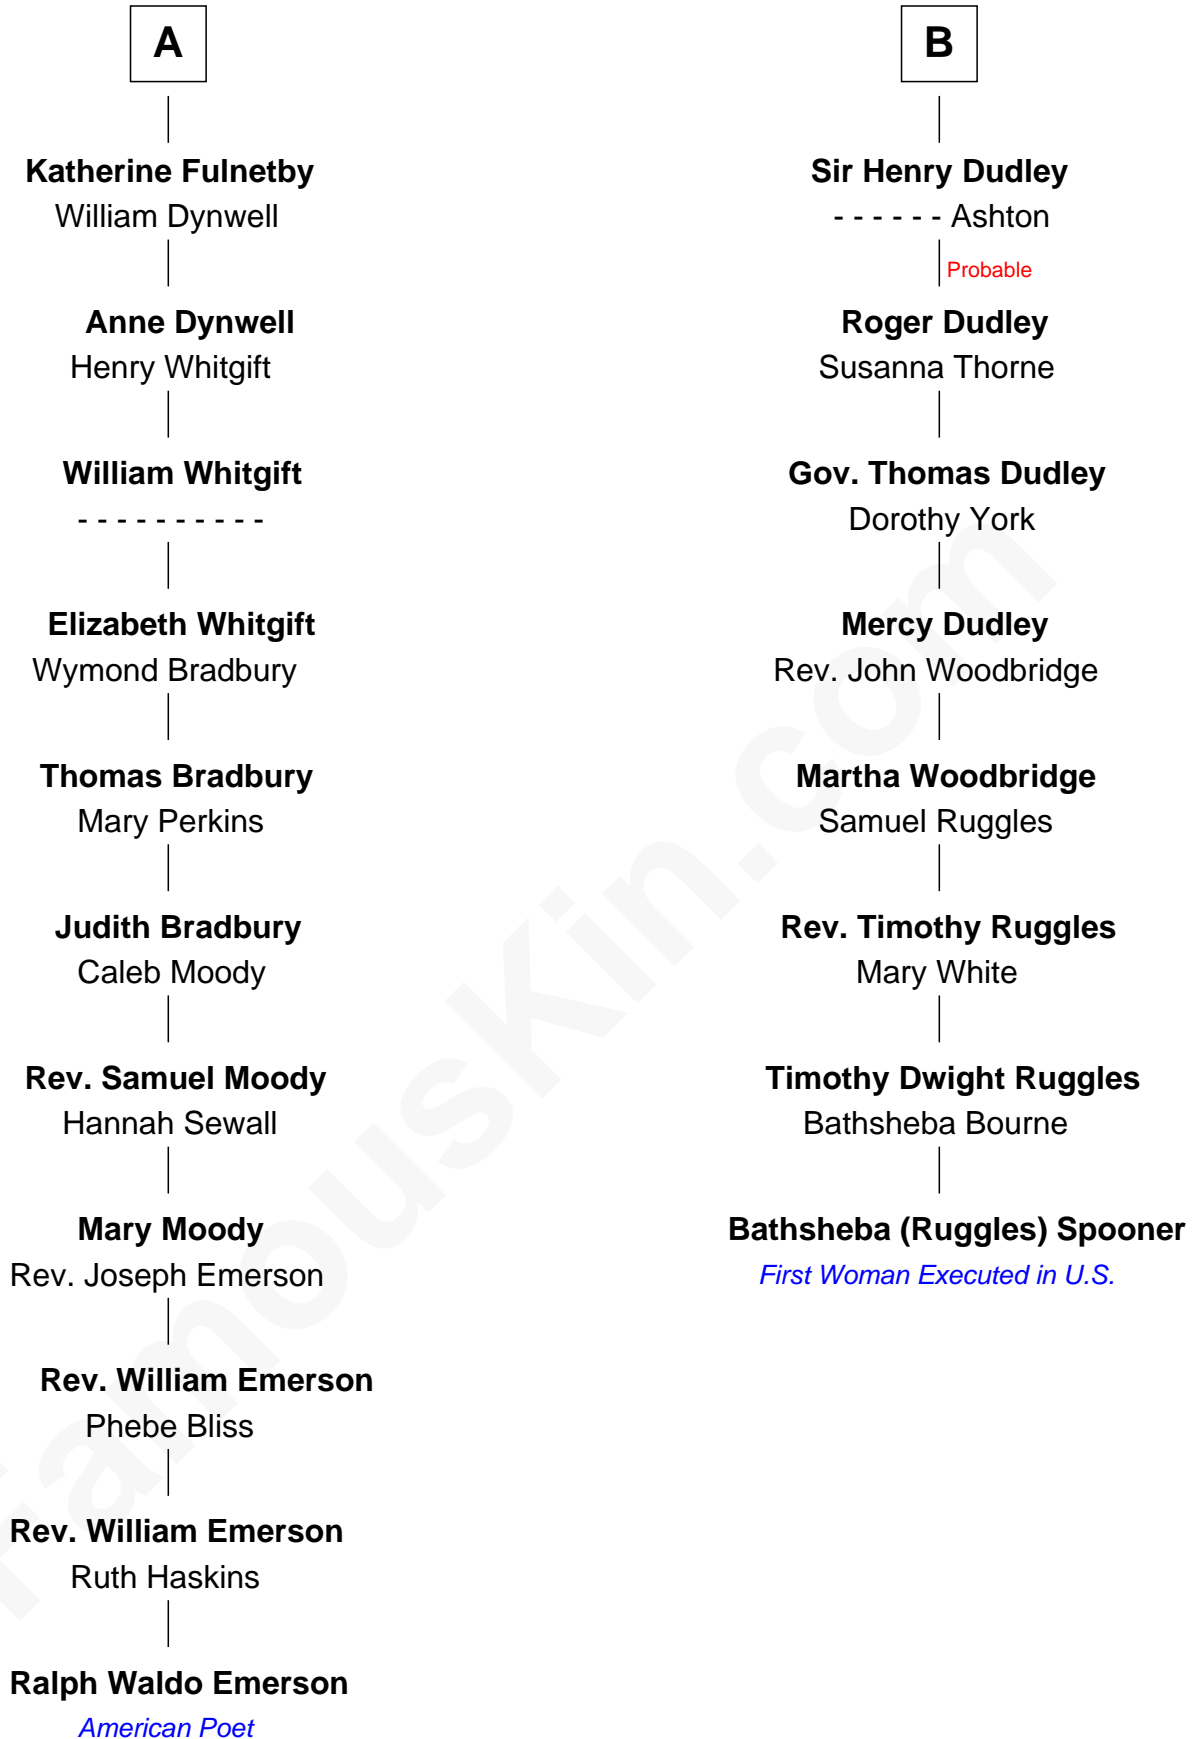 A
Katherine Fulnetby
William Dynwell
Anne Dynwell
Henry Whitgift
William Whitgift
- - - - - - - - - -
Elizabeth Whitgift
Wymond Bradbury
Thomas Bradbury
Mary Perkins
Judith Bradbury
Caleb Moody
Rev. Samuel Moody
Hannah Sewall
Mary Moody
Rev. Joseph Emerson
Rev. William Emerson
Phebe Bliss
Rev. William Emerson
Ruth Haskins
Ralph Waldo Emerson
American Poet
B
Sir Henry Dudley
- - - - - - Ashton
Probable
Roger Dudley
Susanna Thorne
Gov. Thomas Dudley
Dorothy York
Mercy Dudley
Rev. John Woodbridge
Martha Woodbridge
Samuel Ruggles
Rev. Timothy Ruggles
Mary White
Timothy Dwight Ruggles
Bathsheba Bourne
Bathsheba (Ruggles) Spooner
First Woman Executed in U.S.
FamousKin.com